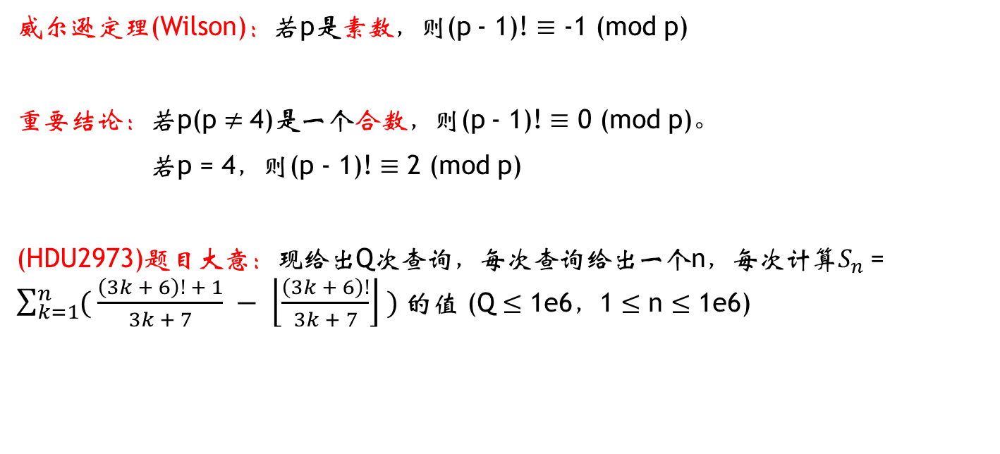 威尔逊定理(Wilson)：若p是素数，则(p - 1)! ≡ -1 (mod p)
重要结论：若p(p ≠ 4)是一个合数，则(p - 1)! ≡ 0 (mod p)。
若p = 4，则(p - 1)! ≡ 2 (mod p)
(HDU2973)题目大意：现给出Q次查询，每次查询给出一个n，每次计算$S_n$ =
$\sum_{k=1}^{n}(\frac{(3k+6)!+1}{3k+7} - \left\lfloor\frac{(3k+6)!}{3k+7}\right\rfloor)$ 的值 (Q ≤ 1e6，1 ≤ n ≤ 1e6)